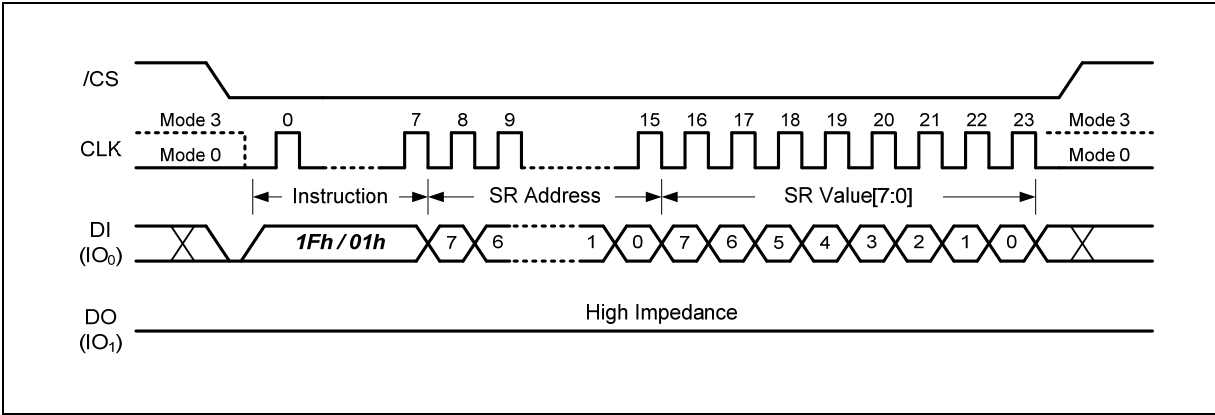 /CS
Mode 3 0 7 8 9 15 16 17 18 19 20 21 22 23 Mode 3
CLK
Mode 0 Mode 0
Instruction SR Address SR Value[7:0]
DI
(IO₀)
1Fh / 01h 7 6 1 0 7 6 5 4 3 2 1 0
High Impedance
DO
(IO₁)